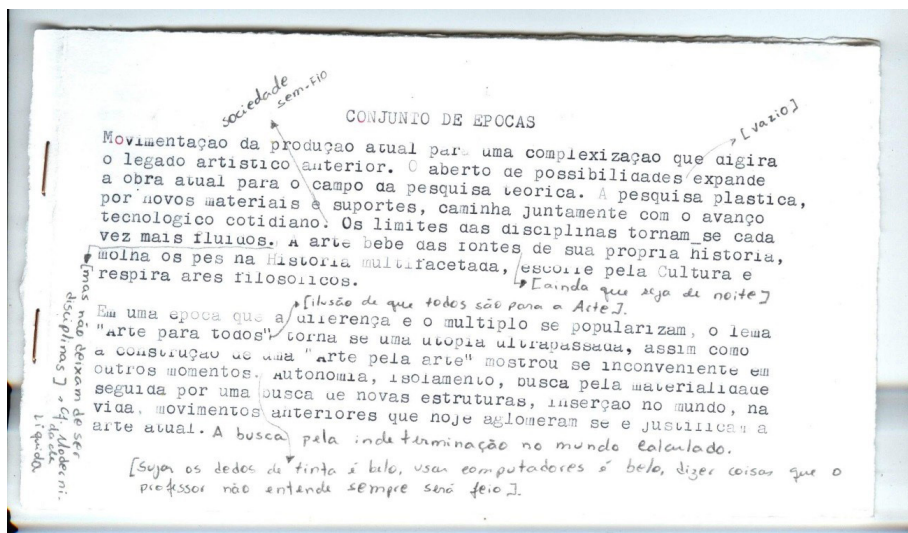 sociedade
sem-FIO
CONJUNTO DE EPOCAS
[vazio]
Movimentaçao da produçao atual para uma complexizaçao que digira
o legado artistico anterior. O aberto de possibilidades expande
a obra atual para o campo da pesquisa teorica. A pesquisa plastica,
por novos materiais e suportes, caminha juntamente com o avanço
tecnologico cotidiano. Os limites das disciplinas tornam_se cada
vez mais fluidos. A arte bebe das fontes de sua propria historia,
molha os pes na Historia multifacetada, escorre pela Cultura e
respira ares filosoficos.
[ainda que seja de noite]
[ilusão de que todos são para a Arte].
Em uma epoca que a diferença e o multiplo se popularizam, o lema
"Arte para todos" torna se uma utopia ultrapassada, assim como
a construçao de uma "Arte pela arte" mostrou se inconveniente em
outros momentos. Autonomia, isolamento, busca pela materialidade
seguida por uma busca de novas estruturas, inserçao no mundo, na
vida, movimentos anteriores que hoje aglomeram se e justificam a
arte atual. A busca pela indeterminação no mundo calculado.
[sujar os dedos de tinta é belo, usar computadores é belo, dizer coisas que o
professor não entende sempre será feio].
[mas não deixam de ser
disciplinas] → cf. Moderni-
dade
Líquida